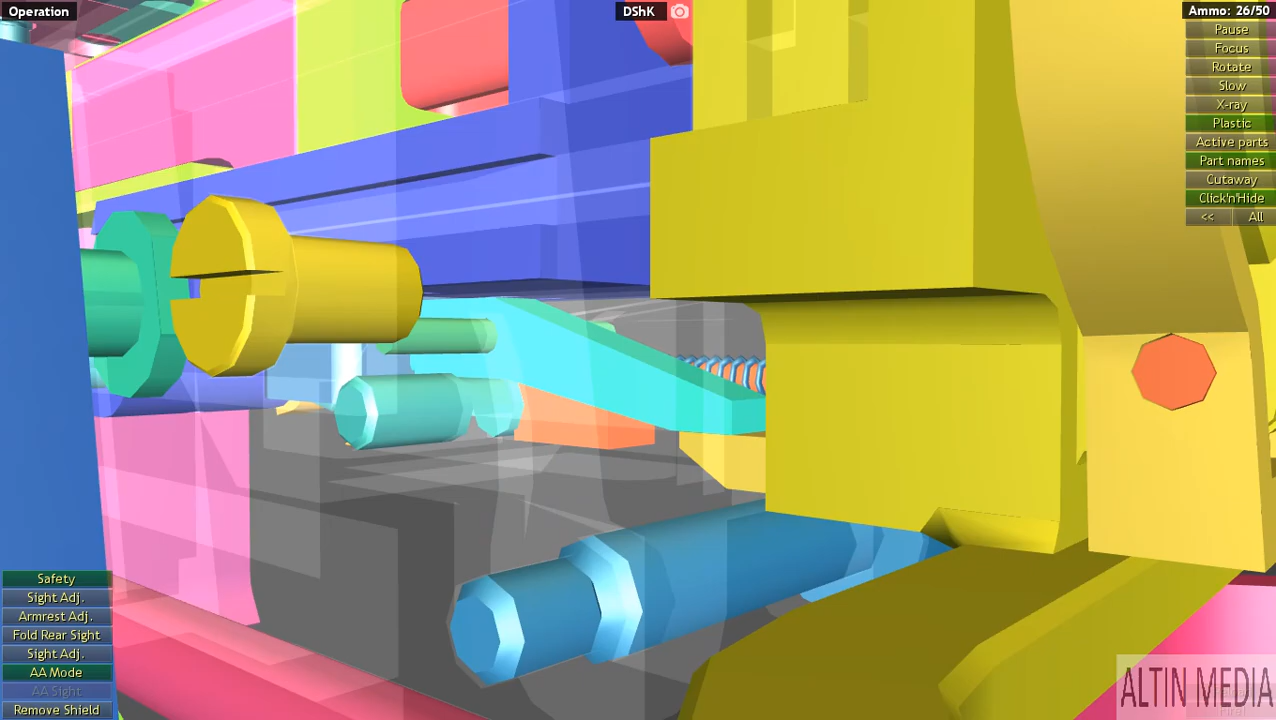 Operation
DShK
Ammo: 26/50
Pause
Focus
Rotate
Slow
X-ray
Plastic
Active parts
Part names
Cutaway
Click'n'Hide
<< All
Safety
Sight Adj.
Armrest Adj.
Fold Rear Sight
Sight Adj.
AA Mode
AA Sight
Remove Shield
ALTIN MEDIA